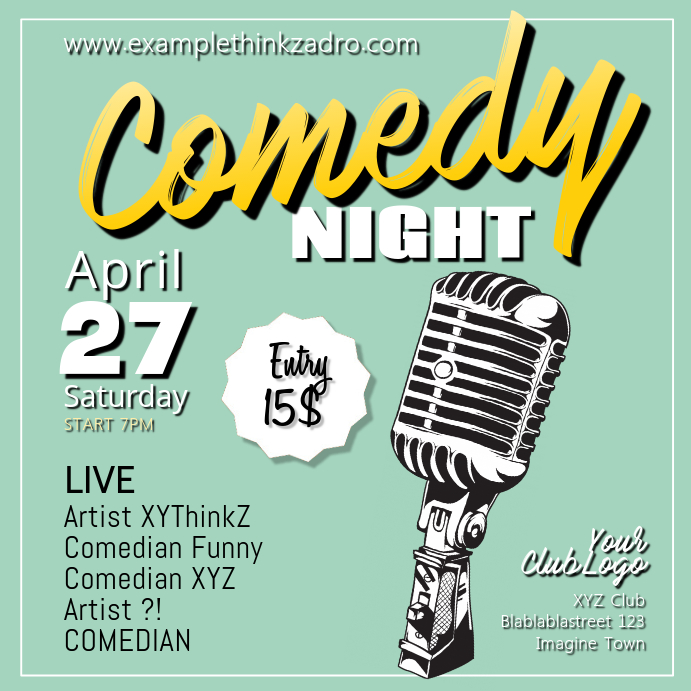 www.examplethinkzadro.com
Comedy
NIGHT
April
27
Saturday
START 7PM
Entry
15$
LIVE
Artist XYThinkZ
Comedian Funny
Comedian XYZ
Artist ?!
COMEDIAN
Your
Club Logo
XYZ Club
Blablablastreet 123
Imagine Town